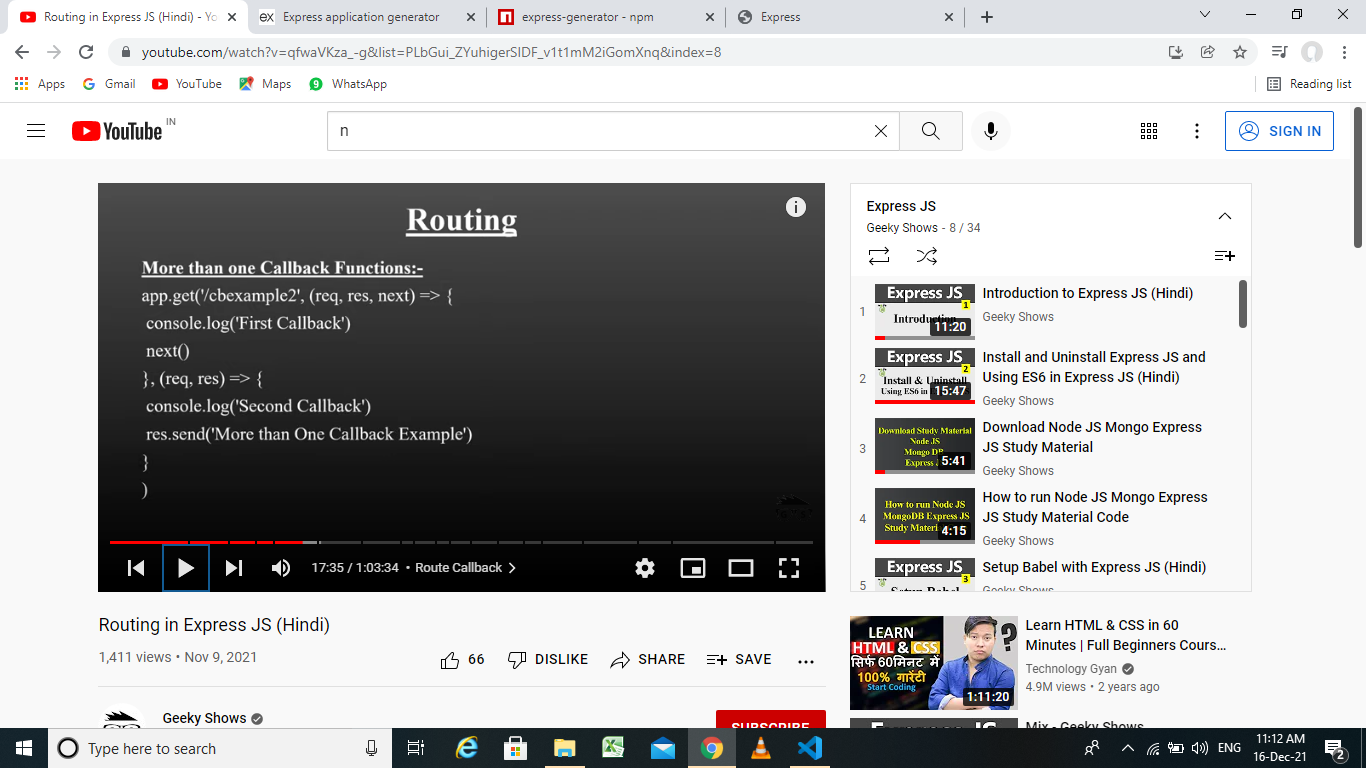 Routing in Express JS (Hindi) - Yo
Express application generator
express-generator - npm
Express
youtube.com/watch?v=qfwaVKza_-g&list=PLbGui_ZYuhigerSIDF_v1t1mM2iGomXnq&index=8
Apps
Gmail
YouTube
Maps
WhatsApp
Reading list
YouTube IN
n
SIGN IN
Routing
More than one Callback Functions:-
app.get('/cbexample2', (req, res, next) => {
console.log('First Callback')
next()
}, (req, res) => {
console.log('Second Callback')
res.send('More than One Callback Example')
}
)
17:35 / 1:03:34 • Route Callback
Routing in Express JS (Hindi)
1,411 views • Nov 9, 2021
66
DISLIKE
SHARE
SAVE
Geeky Shows
SUBSCRIBE
Express JS
Geeky Shows - 8 / 34
1
Express JS
1
Introduction
11:20
Introduction to Express JS (Hindi)
Geeky Shows
2
Express JS
2
Install & Uninstall
Using ES6 in
15:47
Install and Uninstall Express JS and
Using ES6 in Express JS (Hindi)
Geeky Shows
3
Download Study Material
Node JS
Mongo DB
Express
5:41
Download Node JS Mongo Express
JS Study Material
Geeky Shows
4
How to run Node JS
MongoDB Express JS
Study
4:15
How to run Node JS Mongo Express
JS Study Material Code
Geeky Shows
5
Express JS
3
Setup Babel
Setup Babel with Express JS (Hindi)
Geeky Shows
LEARN
HTML & CSS
सिर्फ 60मिनट में
100% गारेंटी
Start Coding
?
1:11:20
Learn HTML & CSS in 60
Minutes | Full Beginners Cours...
Technology Gyan
4.9M views • 2 years ago
Express JS
Mix - Geeky Shows
Type here to search
ENG
11:12 AM
16-Dec-21
2